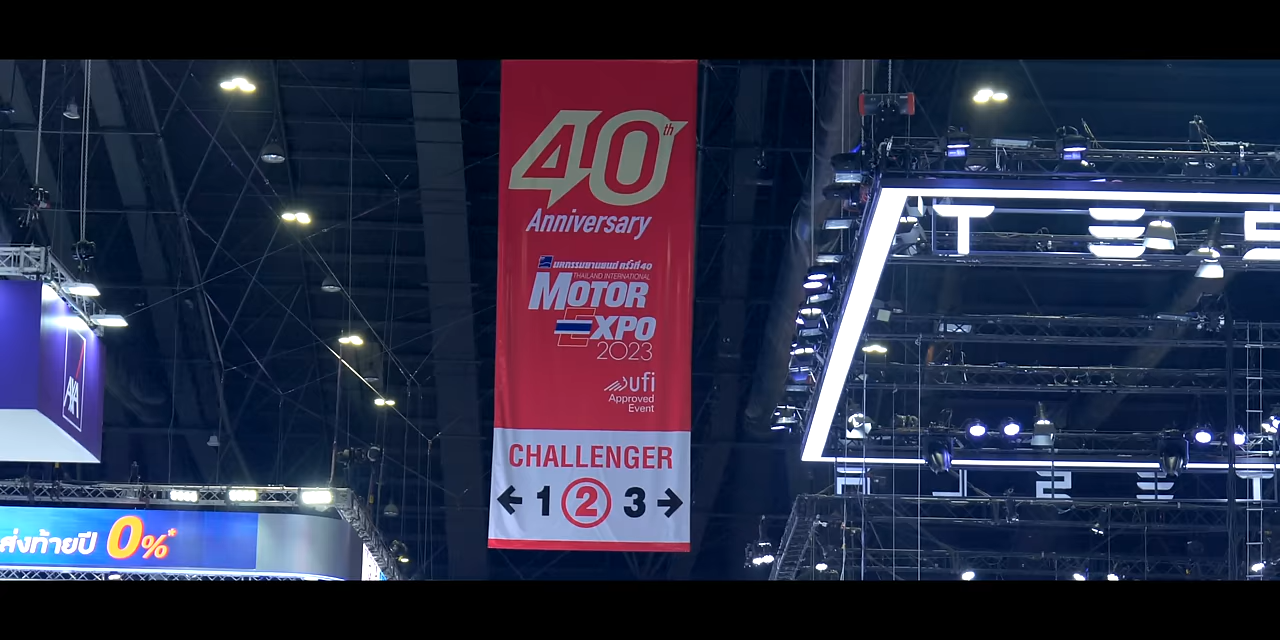 40th
Anniversary
มหกรรมยานยนต์ ครั้งที่ 40
THAILAND INTERNATIONAL
MOTOR
EXPO
2023
ufi
Approved
Event
CHALLENGER
← 1 2 3 →
AXA
ส่งท้ายปี 0%*
T E S